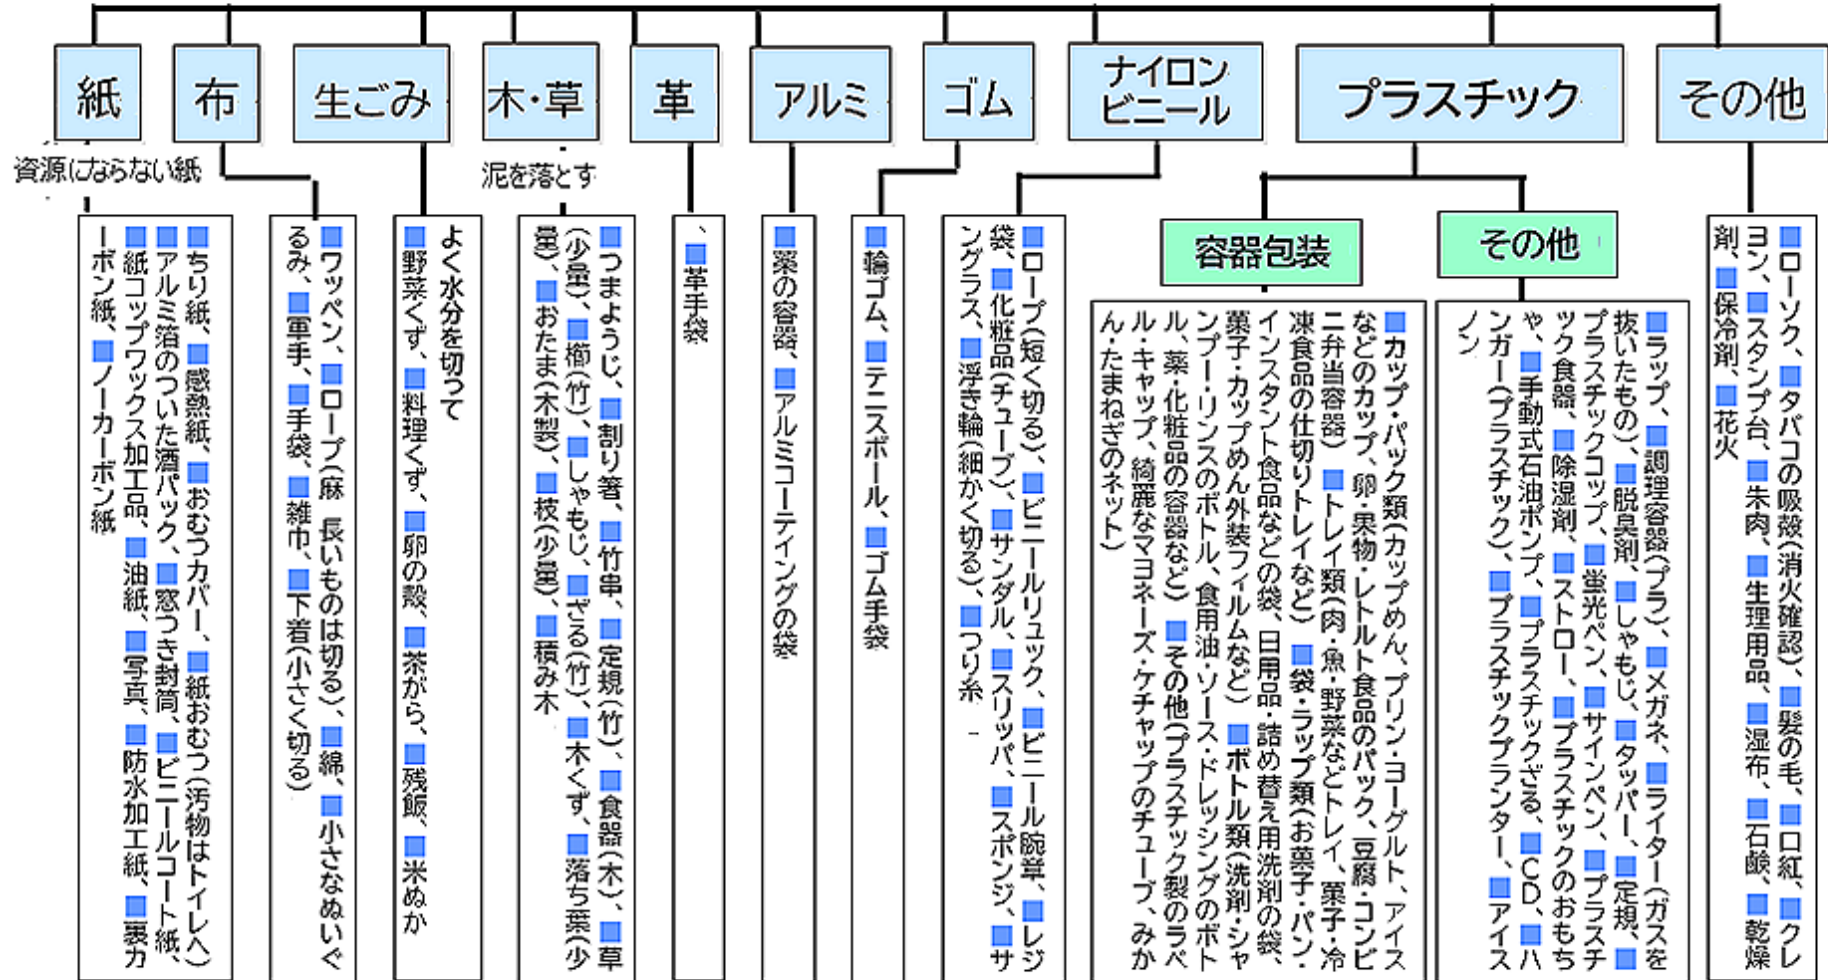 紙
布
生ごみ
木・草
革
アルミ
ゴム
ナイロン
ビニール
プラスチック
その他
資源にならない紙
泥を落とす
容器包装
その他
■ちり紙、■感熱紙、■おむつカバー、■紙おむつ(汚物はトイレへ)
■アルミ箔のついた酒パック、■窓つき封筒、■ビニールコート紙、
■紙コップワックス加工品、■油紙、■写真、■防水加工紙、■裏カ
ーボン紙、■ノーカーボン紙
■ワッペン、■ロープ(麻 長いものは切る)、■綿、■小さなぬいぐ
るみ、■軍手、■手袋、■雑巾、■下着(小さく切る)
よく水分を切って
■野菜くず、■料理くず、■卵の殻、■茶がら、■残飯、■米ぬか
■つまようじ、■割り箸、■竹串、■定規(竹)、■食器(木)、■草
(少量)、■櫛(竹)、■しゃもじ、■ざる(竹)、■木くず、■落ち葉(少
量)、■おたま(木製)、■枝(少量)、■積み木
、■革手袋
■薬の容器、■アルミコーティングの袋
■輪ゴム、■テニスボール、■ゴム手袋
■ロープ(短く切る)、■ビニールリュック、■ビニール腕章、■レジ
袋、■化粧品(チューブ)、■サンダル、■スリッパ、■スポンジ、■サ
ングラス、■浮き輪(細かく切る)、■つり糸
■カップ・パック類(カップめん、プリン・ヨーグルト、アイス
などのカップ、卵・果物・レトルト食品のパック、豆腐・コンビ
ニ弁当容器) ■トレイ類(肉・魚・野菜などトレイ、菓子・冷
凍食品の仕切りトレイなど) ■袋・ラップ類(お菓子・パン・
インスタント食品などの袋、日用品・詰め替え用洗剤の袋、
菓子・カップめん外装フィルムなど) ■ボトル類(洗剤・シャ
ンプー・リンスのボトル、食用油・ソース・ドレッシングのボト
ル、薬・化粧品の容器など) ■その他(プラスチック製のラベ
ル・キャップ、綺麗なマヨネーズ・ケチャップのチューブ、みか
ん・たまねぎのネット)
■ラップ、■調理容器(プラ)、■メガネ、■ライター(ガスを
抜いたもの)、■脱臭剤、■しゃもじ、■タッパー、■定規、■
プラスチックコップ、■蛍光ペン、■サインペン、■プラスチ
ック食器、■除湿剤、■ストロー、■プラスチックのおもち
ゃ、■手動式石油ポンプ、■プラスチックざる、■CD、■ハ
ンガー(プラスチック)、■プラスチックプランター、■アイス
ノン
■ローソク、■タバコの吸殻(消火確認)、■髪の毛、■口紅、■クレ
ヨン、■スタンプ台、■朱肉、■生理用品、■湿布、■石鹸、■乾燥
剤、■保冷剤、■花火